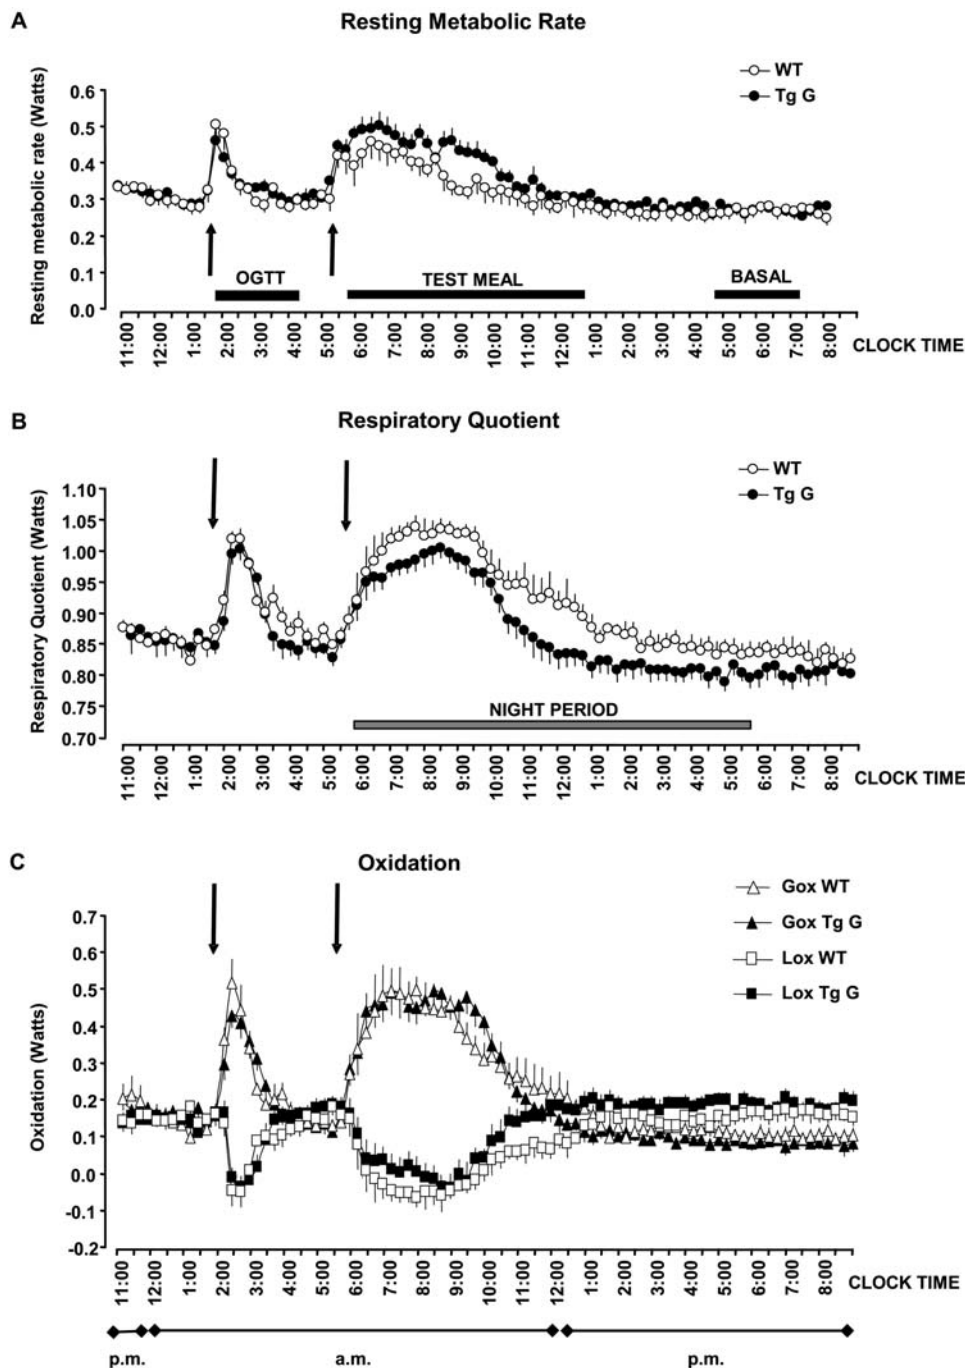 A
Resting Metabolic Rate
WT
Tg G
Resting metabolic rate (Watts)
0.6
0.5
0.4
0.3
0.2
0.1
0.0
OGTT
TEST MEAL
BASAL
11:00 12:00 1:00 2:00 3:00 4:00 5:00 6:00 7:00 8:00 9:00 10:00 11:00 12:00 1:00 2:00 3:00 4:00 5:00 6:00 7:00 8:00
CLOCK TIME
B
Respiratory Quotient
WT
Tg G
Respiratory Quotient (Watts)
1.10
1.05
1.00
0.95
0.90
0.85
0.80
0.75
0.70
NIGHT PERIOD
11:00 12:00 1:00 2:00 3:00 4:00 5:00 6:00 7:00 8:00 9:00 10:00 11:00 12:00 1:00 2:00 3:00 4:00 5:00 6:00 7:00 8:00
CLOCK TIME
C
Oxidation
Gox WT
Gox Tg G
Lox WT
Lox Tg G
Oxidation (Watts)
0.7
0.6
0.5
0.4
0.3
0.2
0.1
0.0
-0.1
-0.2
11:00 12:00 1:00 2:00 3:00 4:00 5:00 6:00 7:00 8:00 9:00 10:00 11:00 12:00 1:00 2:00 3:00 4:00 5:00 6:00 7:00 8:00
CLOCK TIME
p.m. a.m. p.m.